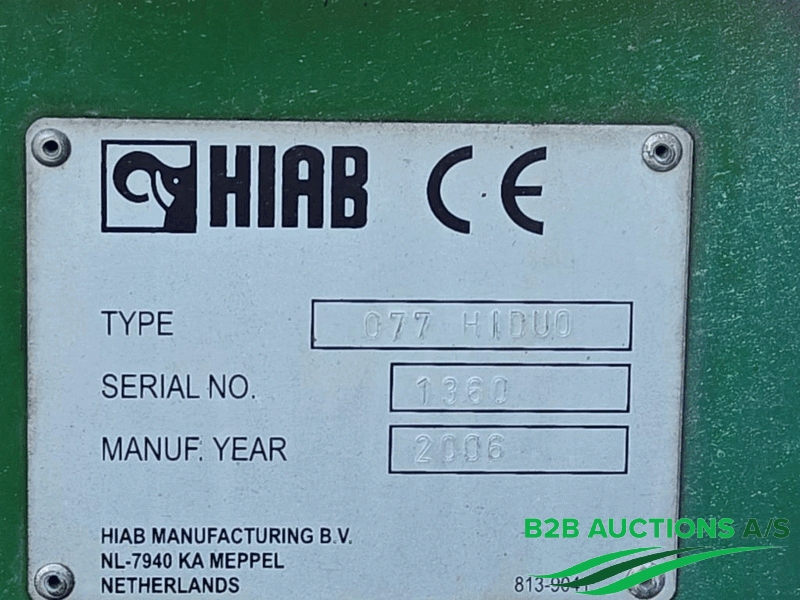 HIAB CE
TYPE 077 HIDUO
SERIAL NO. 1360
MANUF. YEAR 2006
HIAB MANUFACTURING B.V.
NL-7940 KA MEPPEL
NETHERLANDS
B2B AUCTIONS A/S